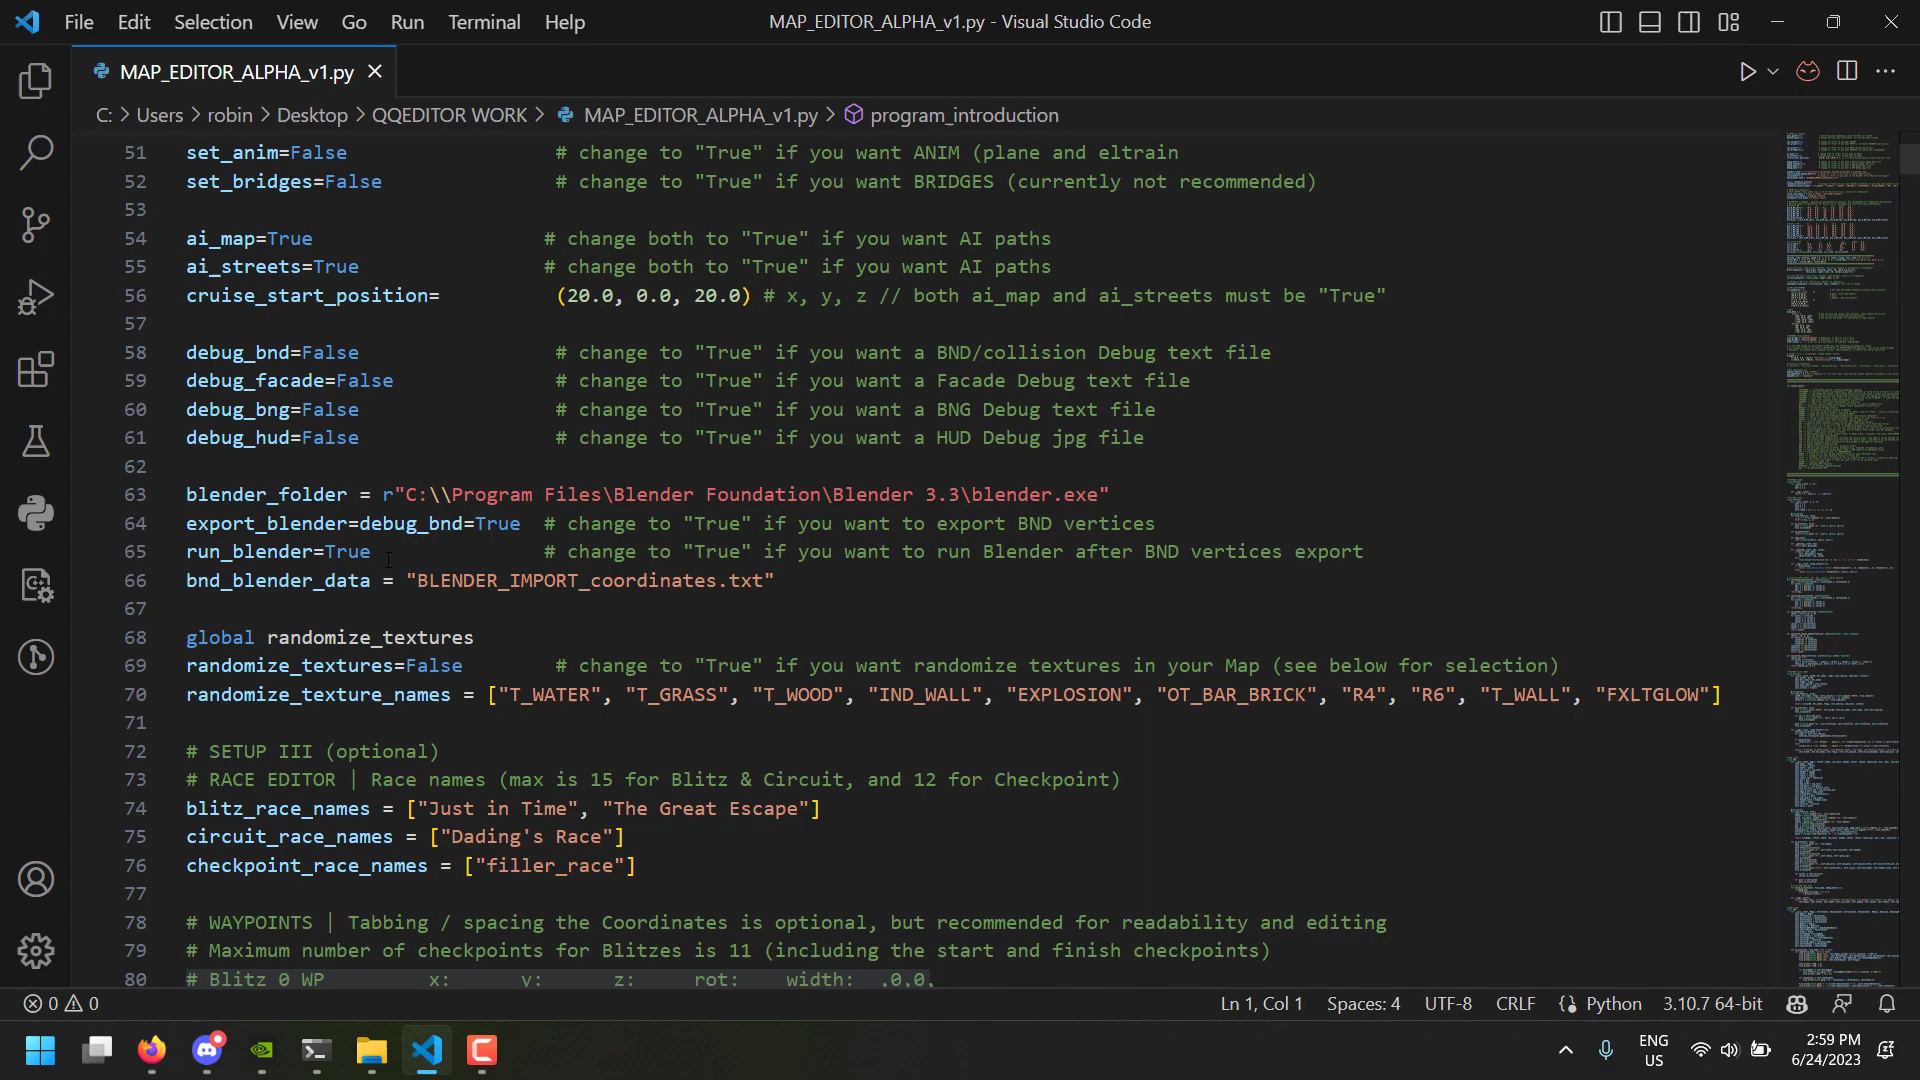 File Edit Selection View Go Run Terminal Help MAP_EDITOR_ALPHA_v1.py - Visual Studio Code
MAP_EDITOR_ALPHA_v1.py
C: > Users > robin > Desktop > QQEDITOR WORK > MAP_EDITOR_ALPHA_v1.py > program_introduction
51 set_anim=False # change to "True" if you want ANIM (plane and eltrain
52 set_bridges=False # change to "True" if you want BRIDGES (currently not recommended)
53
54 ai_map=True # change both to "True" if you want AI paths
55 ai_streets=True # change both to "True" if you want AI paths
56 cruise_start_position= (20.0, 0.0, 20.0) # x, y, z // both ai_map and ai_streets must be "True"
57
58 debug_bnd=False # change to "True" if you want a BND/collision Debug text file
59 debug_facade=False # change to "True" if you want a Facade Debug text file
60 debug_bng=False # change to "True" if you want a BNG Debug text file
61 debug_hud=False # change to "True" if you want a HUD Debug jpg file
62
63 blender_folder = r"C:\\Program Files\Blender Foundation\Blender 3.3\blender.exe"
64 export_blender=debug_bnd=True # change to "True" if you want to export BND vertices
65 run_blender=True # change to "True" if you want to run Blender after BND vertices export
66 bnd_blender_data = "BLENDER_IMPORT_coordinates.txt"
67
68 global randomize_textures
69 randomize_textures=False # change to "True" if you want randomize textures in your Map (see below for selection)
70 randomize_texture_names = ["T_WATER", "T_GRASS", "T_WOOD", "IND_WALL", "EXPLOSION", "OT_BAR_BRICK", "R4", "R6", "T_WALL", "FXLTGLOW"]
71
72 # SETUP III (optional)
73 # RACE EDITOR | Race names (max is 15 for Blitz & Circuit, and 12 for Checkpoint)
74 blitz_race_names = ["Just in Time", "The Great Escape"]
75 circuit_race_names = ["Dading's Race"]
76 checkpoint_race_names = ["filler_race"]
77
78 # WAYPOINTS | Tabbing / spacing the Coordinates is optional, but recommended for readability and editing
79 # Maximum number of checkpoints for Blitzes is 11 (including the start and finish checkpoints)
80 # Blitz 0 WP x: y: z: rot: width: ,0,0,
0 0 Ln 1, Col 1 Spaces: 4 UTF-8 CRLF Python 3.10.7 64-bit
ENG
US
2:59 PM
6/24/2023